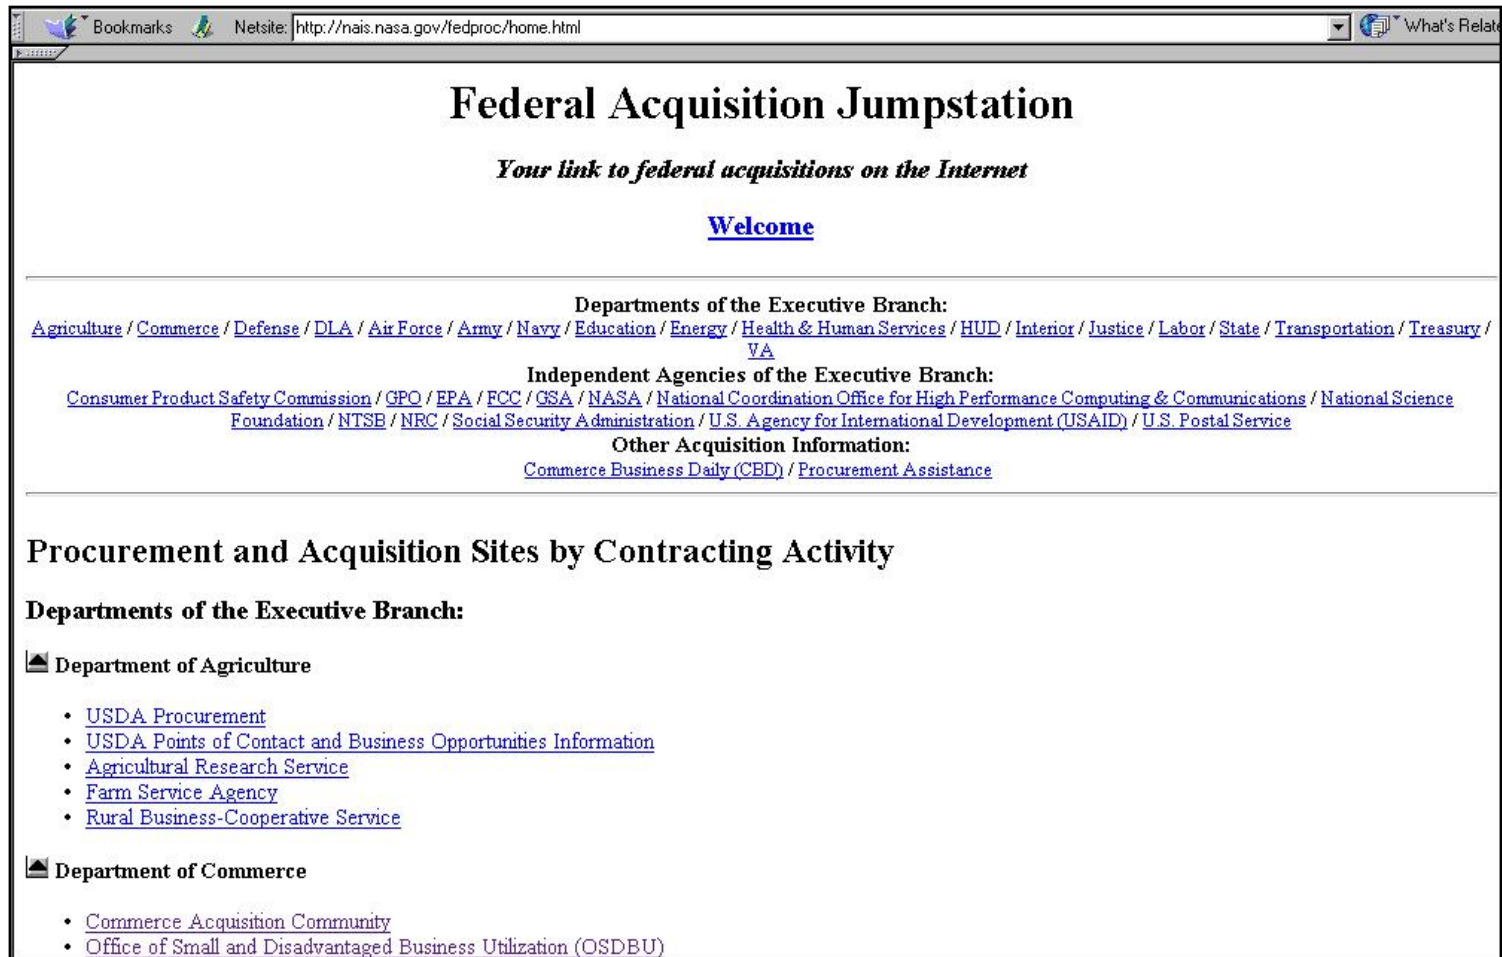 Bookmarks Netsite: http://nais.nasa.gov/fedproc/home.html What's Relate
Federal Acquisition Jumpstation
Your link to federal acquisitions on the Internet
Welcome
Departments of the Executive Branch:
Agriculture / Commerce / Defense / DLA / Air Force / Army / Navy / Education / Energy / Health & Human Services / HUD / Interior / Justice / Labor / State / Transportation / Treasury /
VA
Independent Agencies of the Executive Branch:
Consumer Product Safety Commission / GPO / EPA / FCC / GSA / NASA / National Coordination Office for High Performance Computing & Communications / National Science
Foundation / NTSB / NRC / Social Security Administration / U.S. Agency for International Development (USAID) / U.S. Postal Service
Other Acquisition Information:
Commerce Business Daily (CBD) / Procurement Assistance
Procurement and Acquisition Sites by Contracting Activity
Departments of the Executive Branch:
Department of Agriculture
• USDA Procurement
• USDA Points of Contact and Business Opportunities Information
• Agricultural Research Service
• Farm Service Agency
• Rural Business-Cooperative Service
Department of Commerce
• Commerce Acquisition Community
• Office of Small and Disadvantaged Business Utilization (OSDBU)